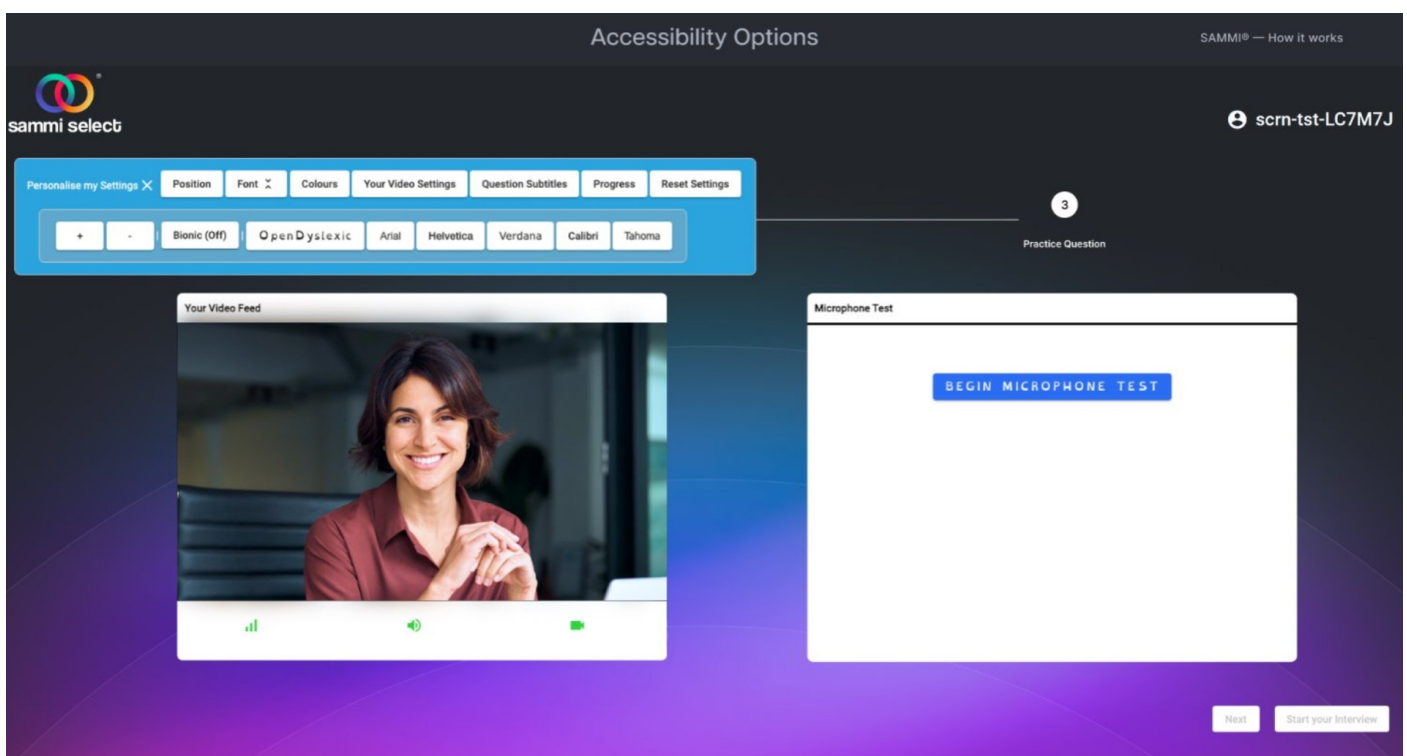 Accessibility Options
SAMMI® — How it works
sammi select®
scrn-tst-LC7M7J
Personalise my Settings X Position Font Colours Your Video Settings Question Subtitles Progress Reset Settings
+ - Bionic (Off) OpenDyslexic Arial Helvetica Verdana Calibri Tahoma
3
Practice Question
Your Video Feed
Microphone Test
BEGIN MICROPHONE TEST
Next Start your Interview